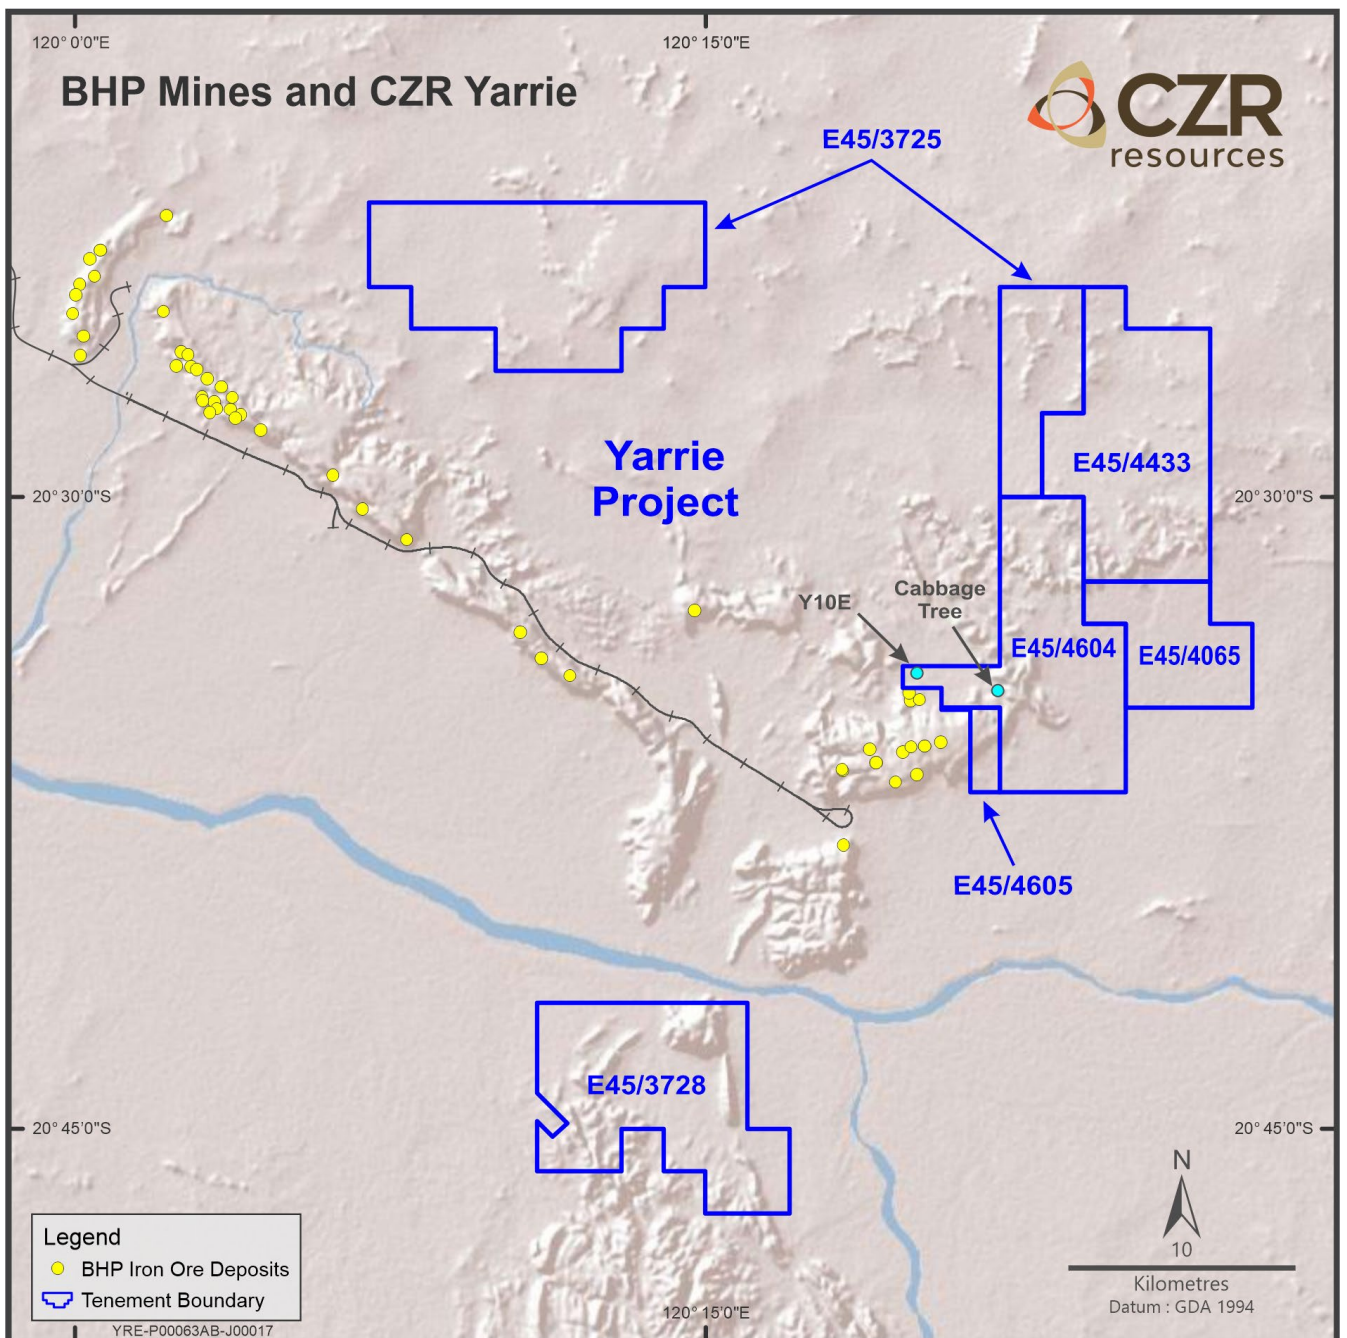 120° 0'0"E
120° 15'0"E
BHP Mines and CZR Yarrie
CZR
resources
E45/3725
Yarrie
Project
E45/4433
20° 30'0"S
20° 30'0"S
Y10E
Cabbage
Tree
E45/4604
E45/4065
E45/4605
E45/3728
20° 45'0"S
20° 45'0"S
N
10
Kilometres
Datum : GDA 1994
Legend
BHP Iron Ore Deposits
Tenement Boundary
120° 15'0"E
YRE-P00063AB-J00017